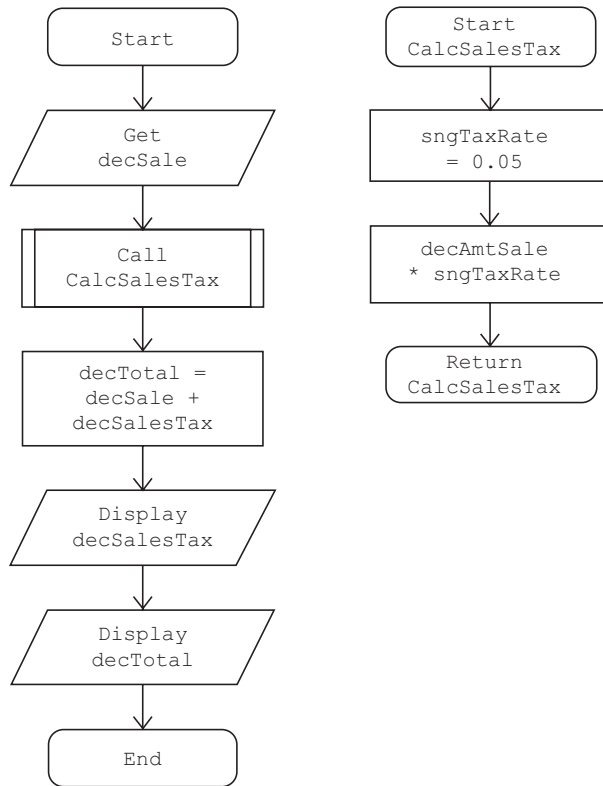 Start
Get
decSale
Call
CalcSalesTax
decTotal =
decSale +
decSalesTax
Display
decSalesTax
Display
decTotal
End
Start
CalcSalesTax
sngTaxRate
= 0.05
decAmtSale
* sngTaxRate
Return
CalcSalesTax